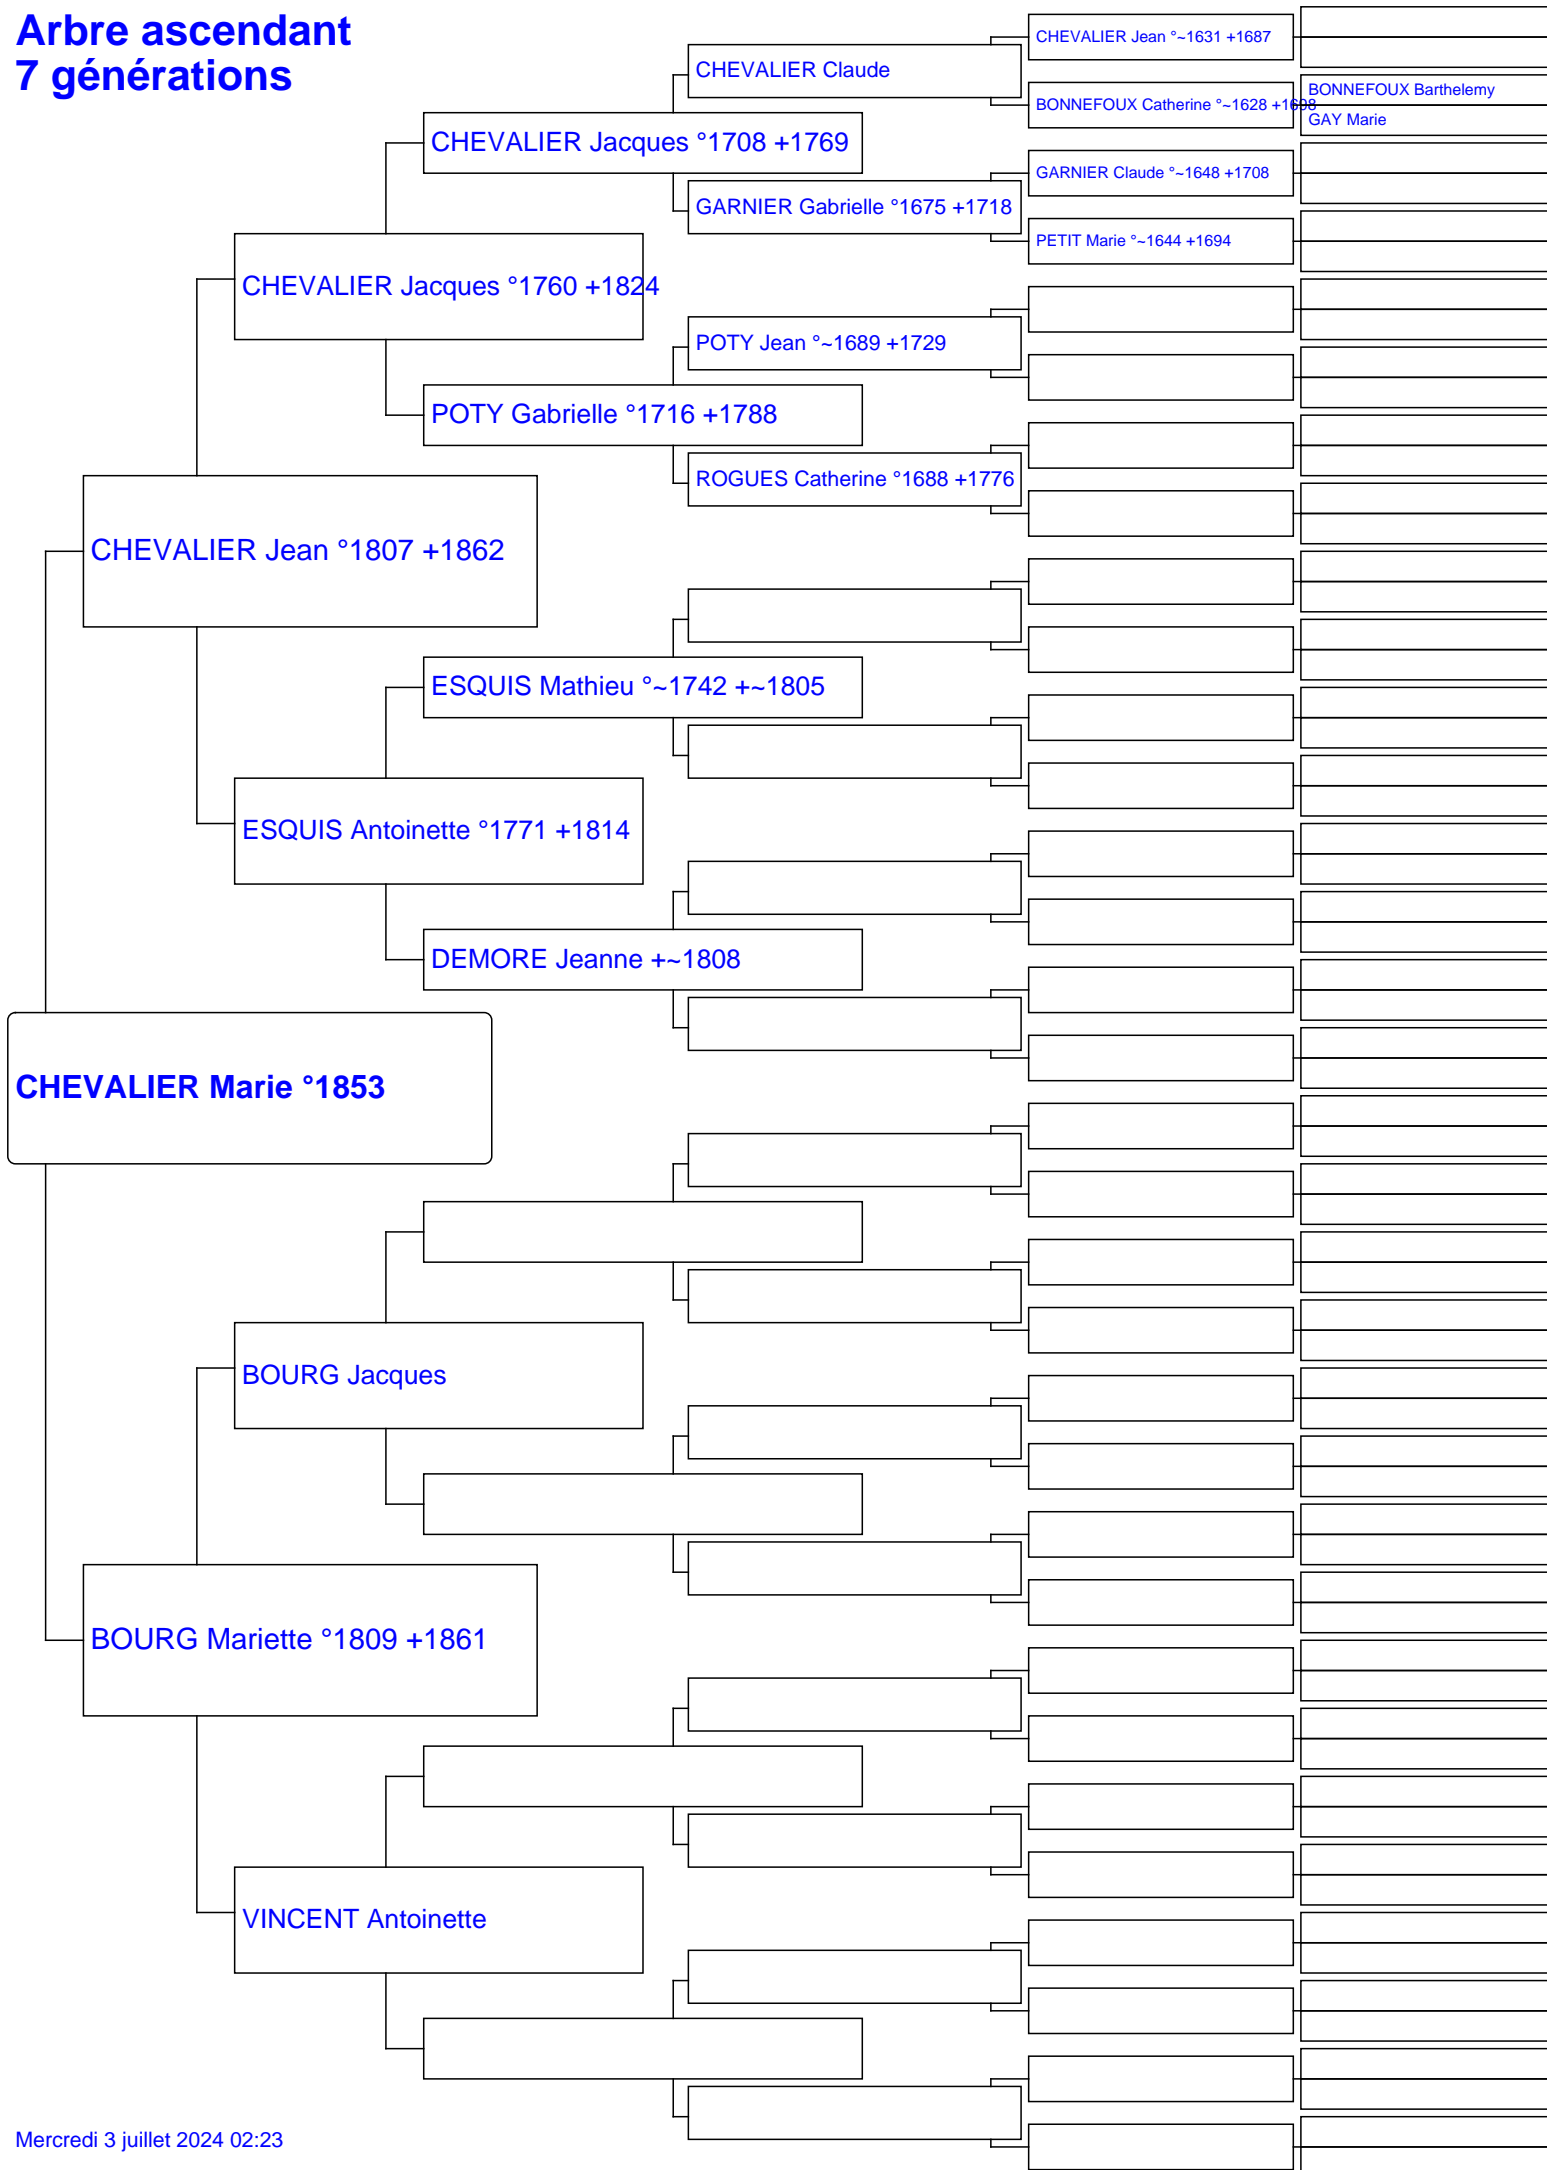 Arbre ascendant
7 générations
CHEVALIER Jean °~1631 +1687
CHEVALIER Claude
BONNEFOUX Barthelemy
BONNEFOUX Catherine °~1628 +1698
GAY Marie
CHEVALIER Jacques °1708 +1769
GARNIER Claude °~1648 +1708
GARNIER Gabrielle °1675 +1718
PETIT Marie °~1644 +1694
CHEVALIER Jacques °1760 +1824
POTY Jean °~1689 +1729
POTY Gabrielle °1716 +1788
ROGUES Catherine °1688 +1776
CHEVALIER Jean °1807 +1862
ESQUIS Mathieu °~1742 +~1805
ESQUIS Antoinette °1771 +1814
DEMORE Jeanne +~1808
CHEVALIER Marie °1853
BOURG Jacques
BOURG Mariette °1809 +1861
VINCENT Antoinette
Mercredi 3 juillet 2024 02:23